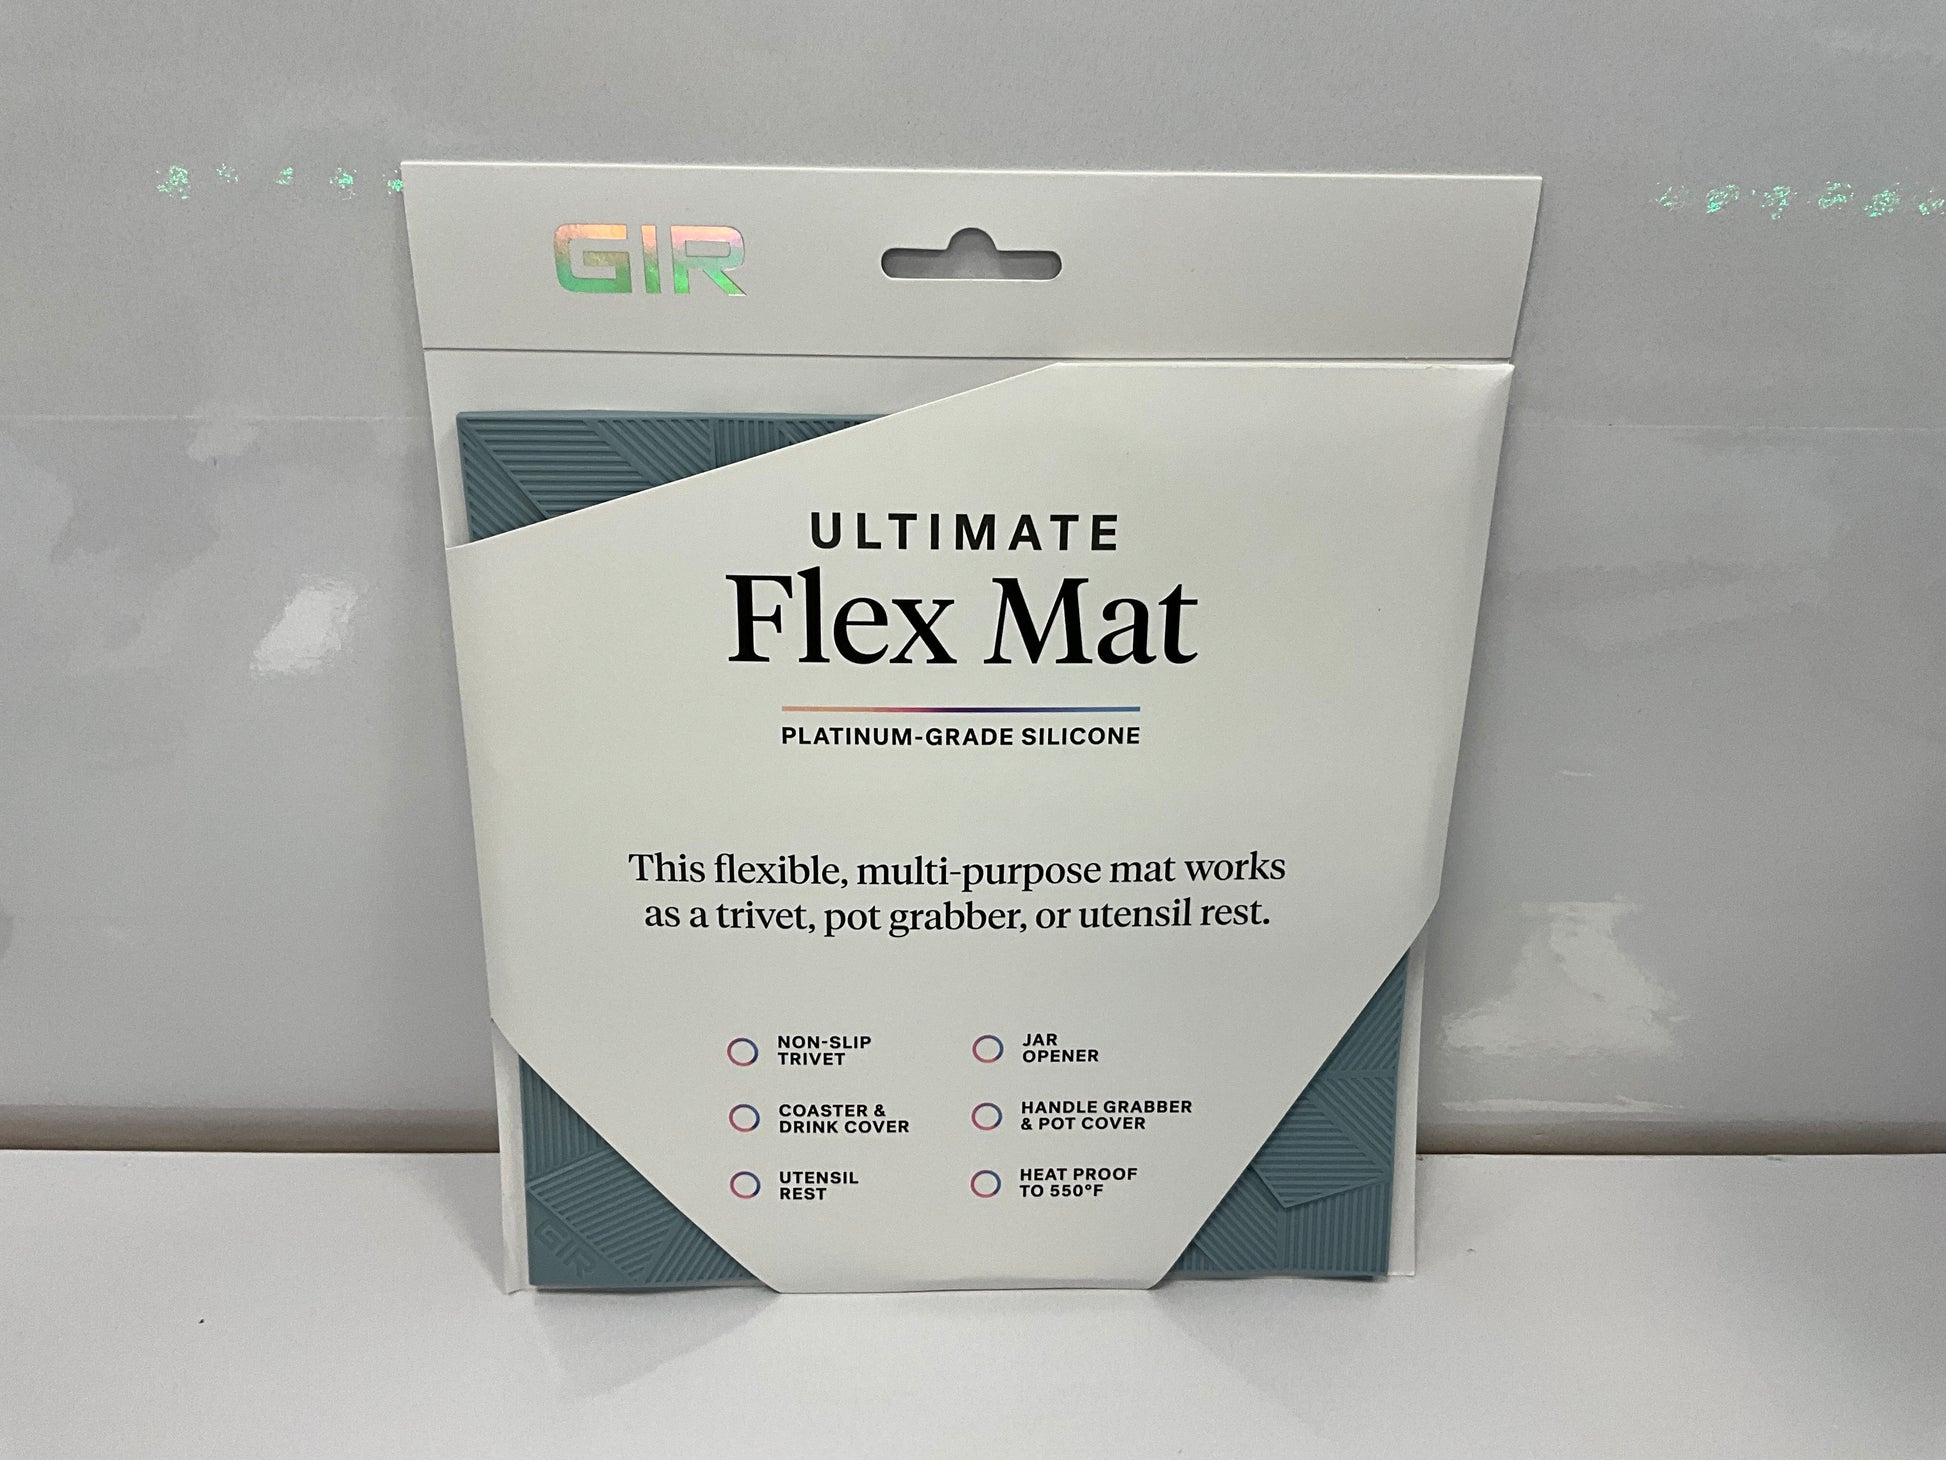 GIR
ULTIMATE
Flex Mat
PLATINUM-GRADE SILICONE
This flexible, multi-purpose mat works
as a trivet, pot grabber, or utensil rest.
NON-SLIP
TRIVET
COASTER &
DRINK COVER
UTENSIL
REST
JAR
OPENER
HANDLE GRABBER
& POT COVER
HEAT PROOF
TO 550°F
GIR